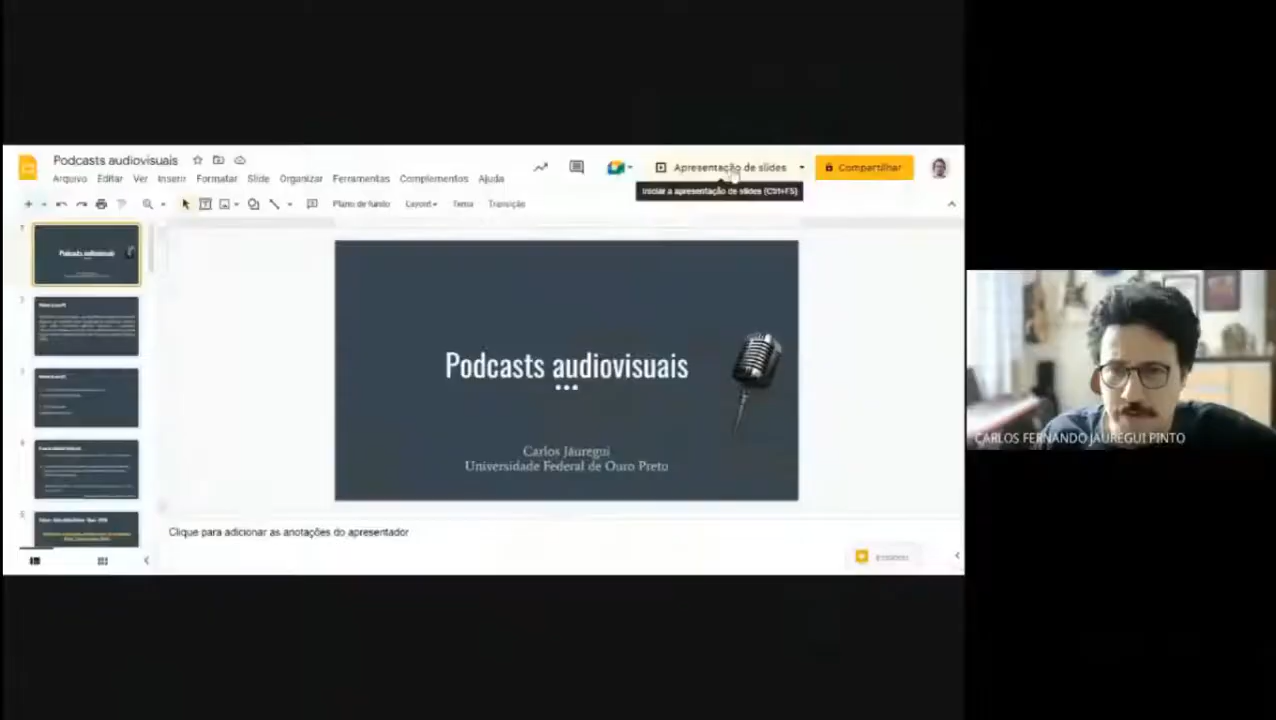 Podcasts audiovisuais
Arquivo Editar Ver Inserir Formatar Slide Organizar Ferramentas Complementos Ajuda
Apresentação de slides
Compartilhar
Iniciar a apresentação de slides (Ctrl+F5)
Plano de fundo Layout Tema Transição
Podcasts audiovisuais
Podcasts audiovisuais
Carlos Jáuregui
Universidade Federal de Ouro Preto
CARLOS FERNANDO JAUREGUI PINTO
Clique para adicionar as anotações do apresentador